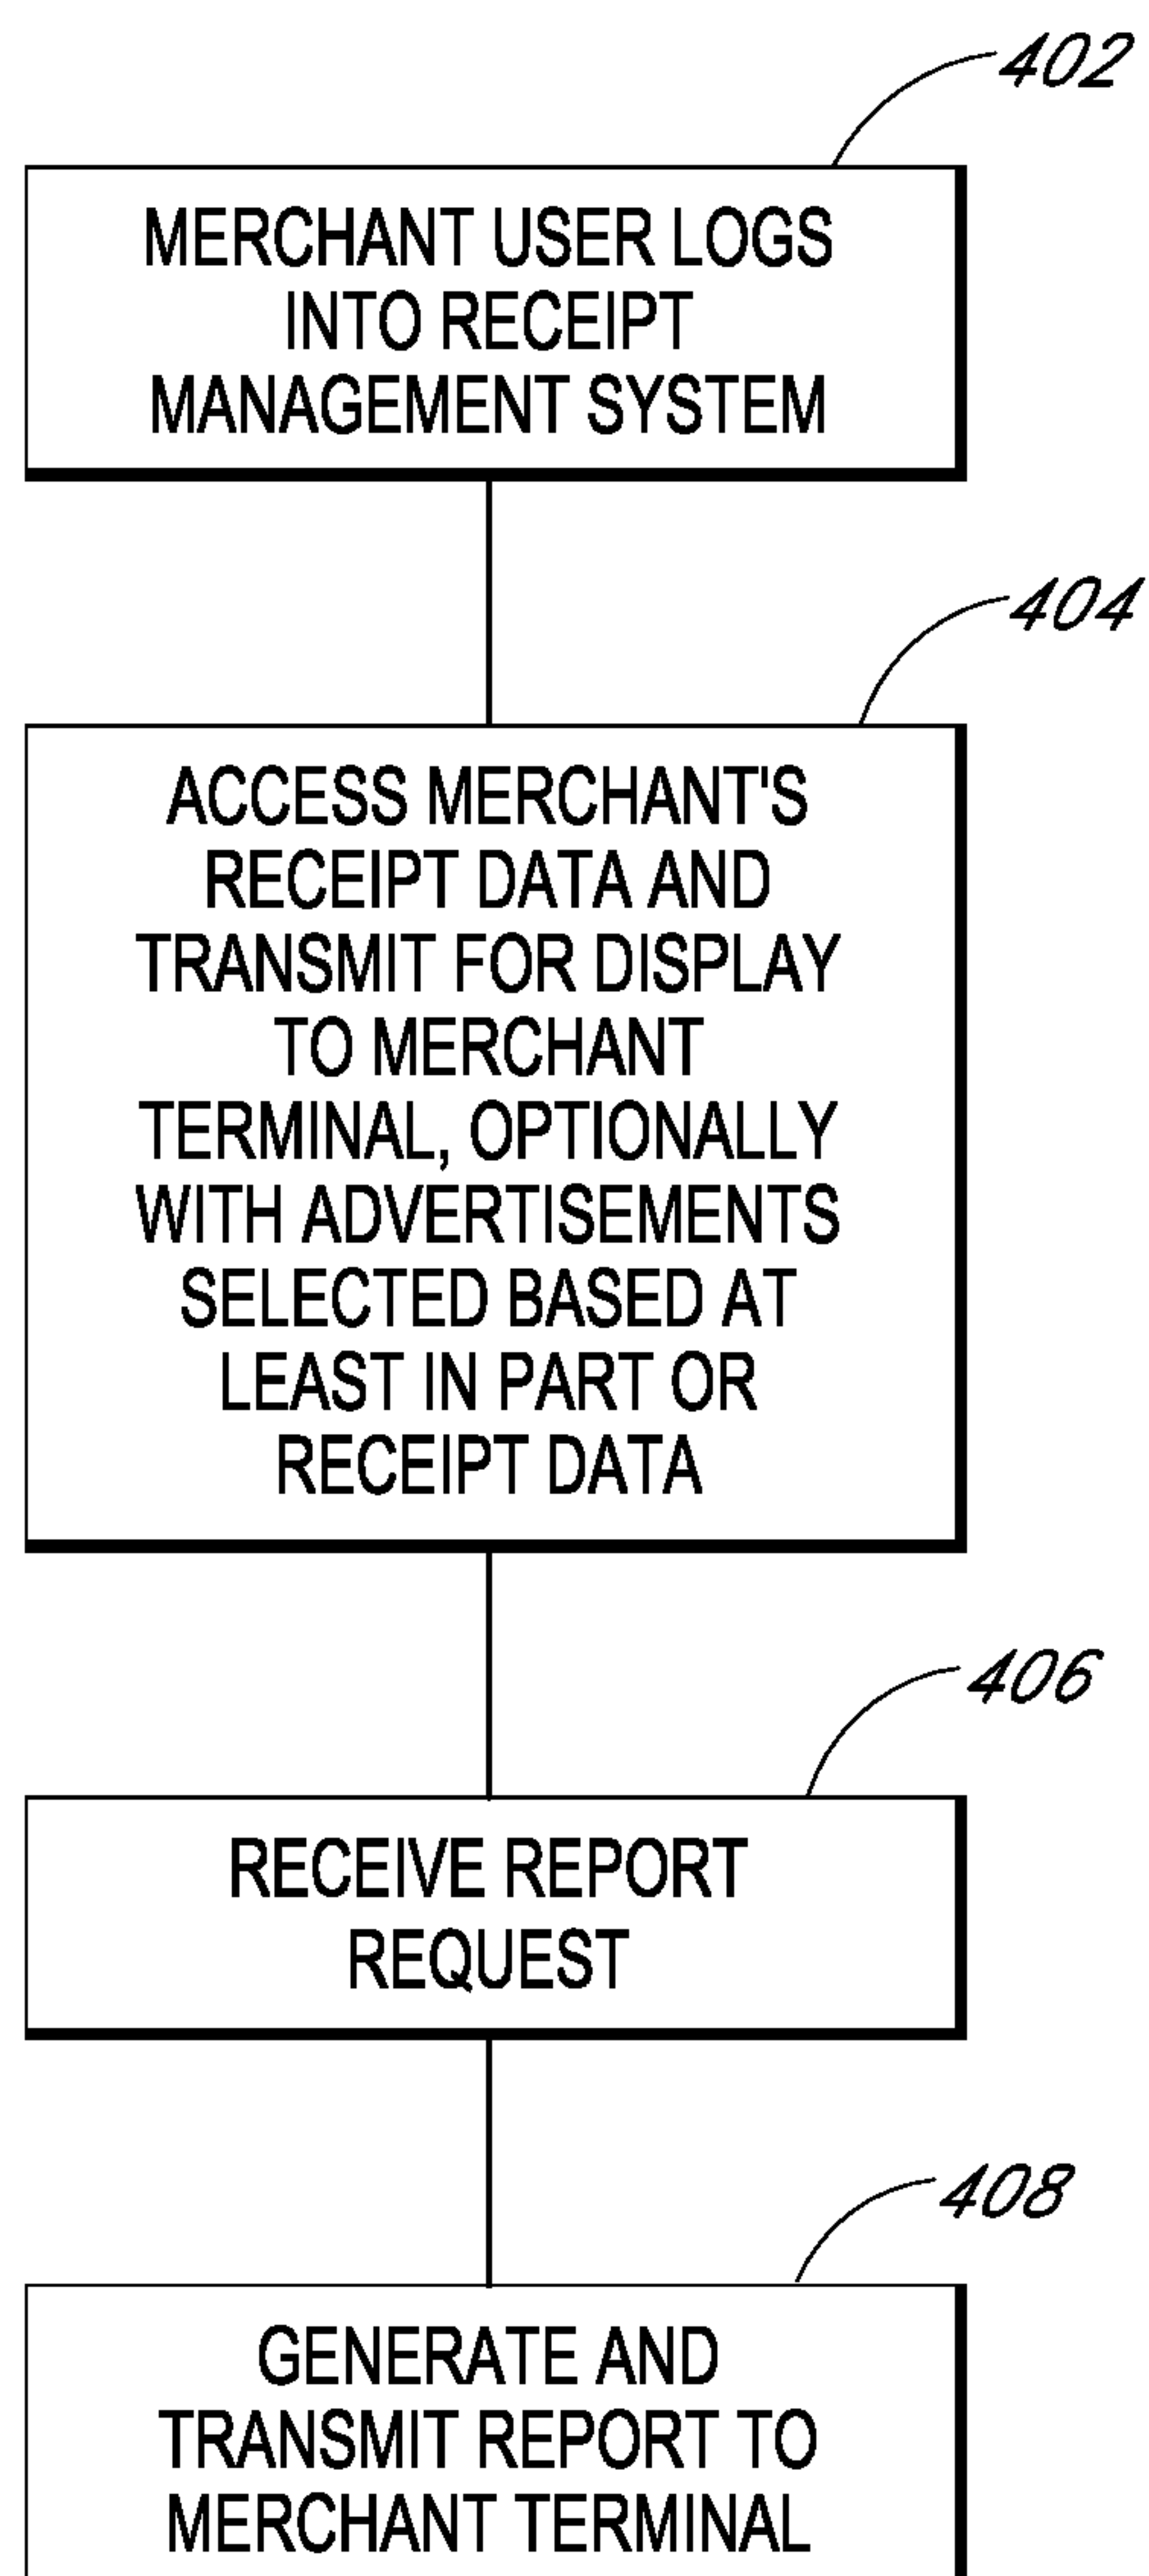 402
MERCHANT USER LOGS
INTO RECEIPT
MANAGEMENT SYSTEM
404
ACCESS MERCHANT'S
RECEIPT DATA AND
TRANSMIT FOR DISPLAY
TO MERCHANT
TERMINAL, OPTIONALLY
WITH ADVERTISEMENTS
SELECTED BASED AT
LEAST IN PART OR
RECEIPT DATA
406
RECEIVE REPORT
REQUEST
408
GENERATE AND
TRANSMIT REPORT TO
MERCHANT TERMINAL